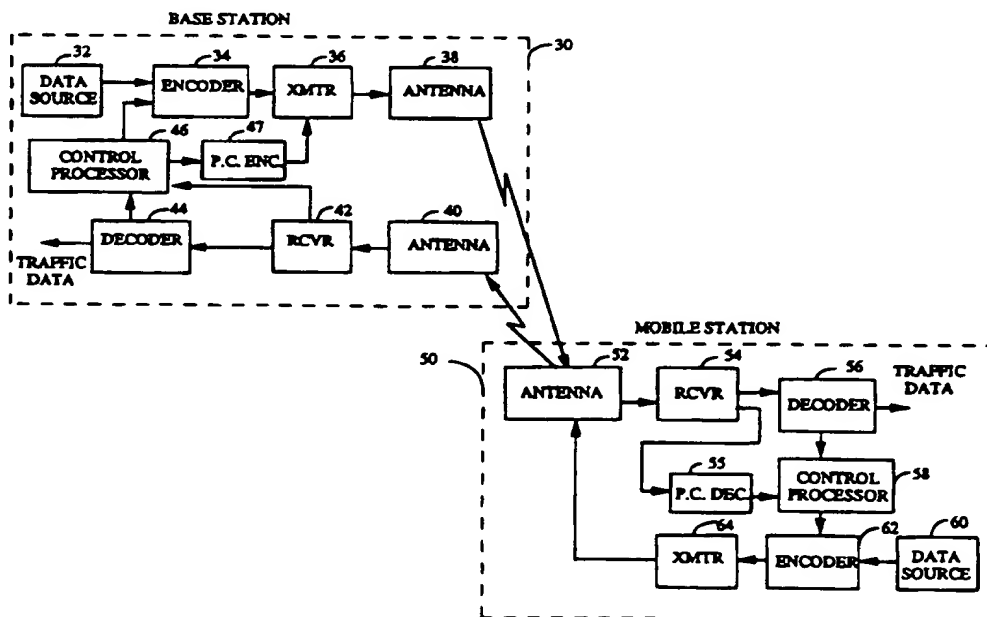 BASE STATION
30
32
DATA
SOURCE
34
ENCODER
36
XMTR
38
ANTENNA
46
CONTROL
PROCESSOR
47
P.C. ENC.
44
DECODER
42
RCVR
40
ANTENNA
TRAFFIC
DATA
MOBILE STATION
50
52
ANTENNA
54
RCVR
56
DECODER
TRAFFIC
DATA
55
P.C. DEC.
CONTROL
PROCESSOR
58
64
XMTR
62
ENCODER
60
DATA
SOURCE